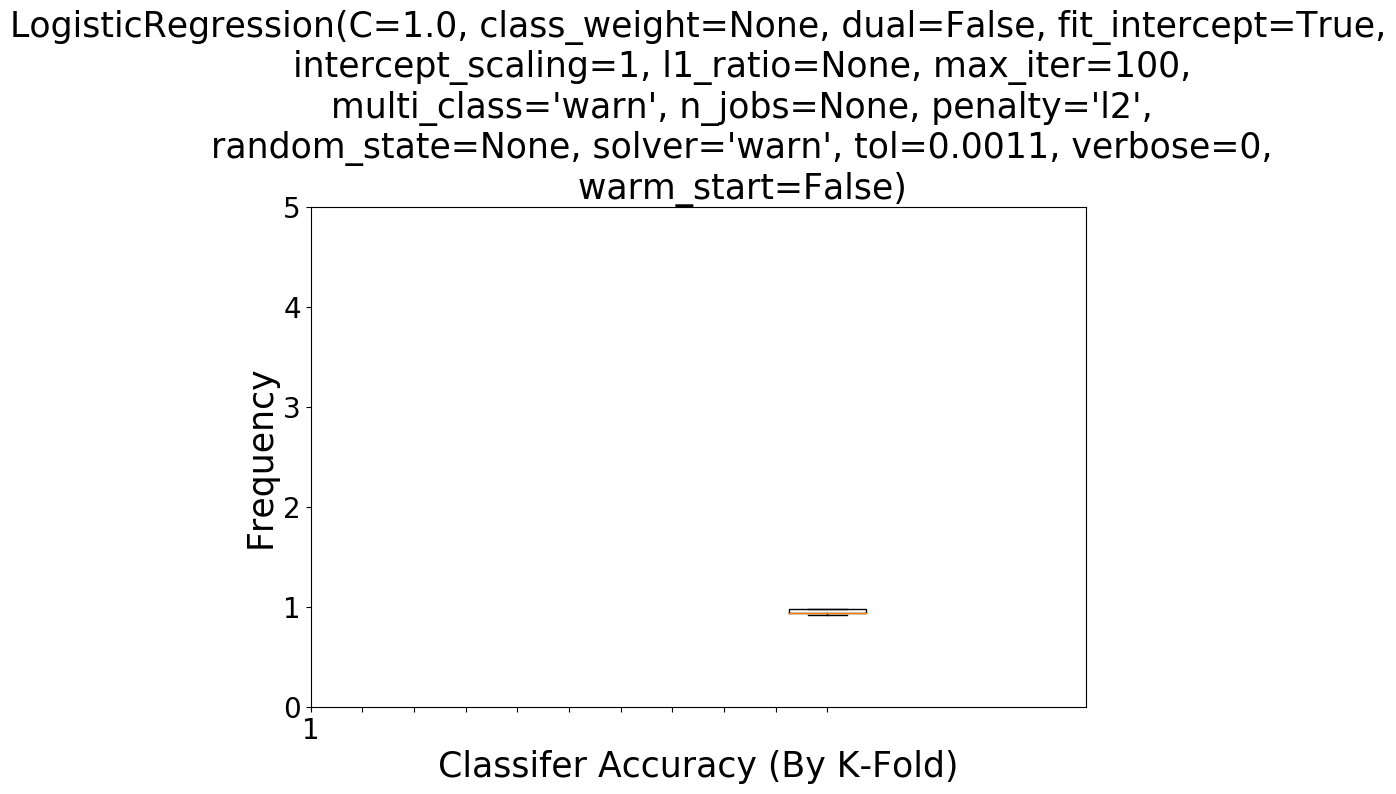 LogisticRegression(C=1.0, class_weight=None, dual=False, fit_intercept=True,
intercept_scaling=1, l1_ratio=None, max_iter=100,
multi_class='warn', n_jobs=None, penalty='l2',
random_state=None, solver='warn', tol=0.0011, verbose=0,
warm_start=False)
5
4
3
2
1
0
Frequency
1
Classifer Accuracy (By K-Fold)